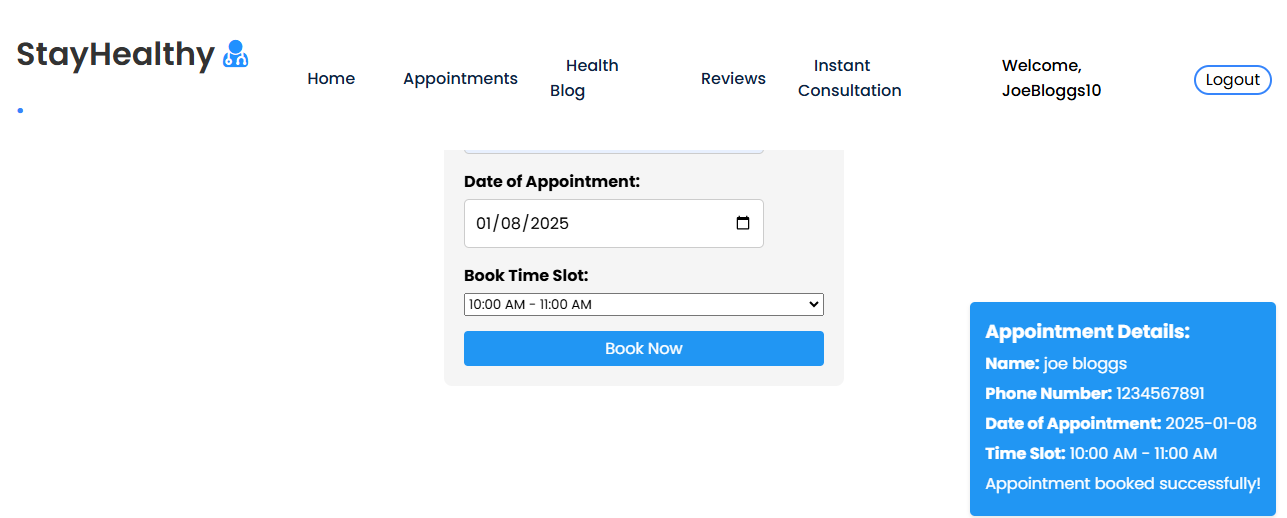 StayHealthy
Home
Appointments
Health
Blog
Reviews
Instant
Consultation
Welcome,
JoeBloggs10
Logout
Date of Appointment:
01/08/2025
Book Time Slot:
10:00 AM - 11:00 AM
Book Now
Appointment Details:
Name: joe bloggs
Phone Number: 1234567891
Date of Appointment: 2025-01-08
Time Slot: 10:00 AM - 11:00 AM
Appointment booked successfully!